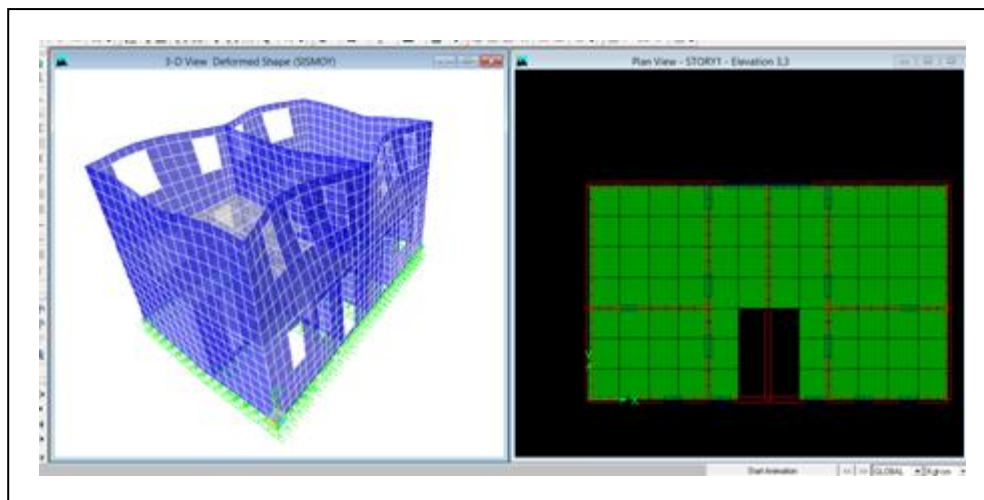 3-D View Deformed Shape (SISMOY)
Plan View - STORY1 - Elevation 3,3
X
Start Animation
GLOBAL